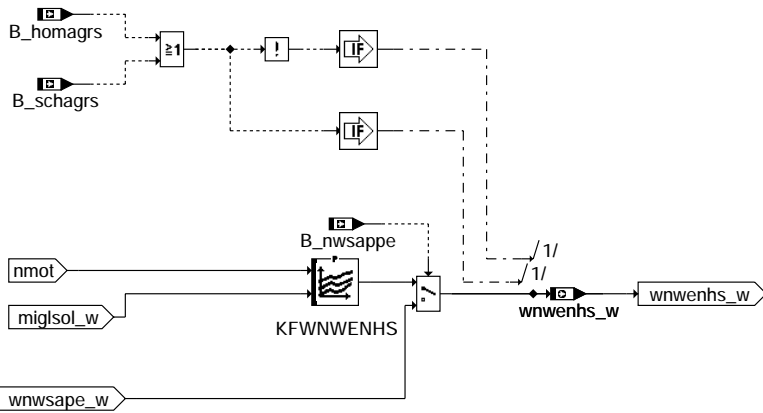 B_homagrs
≥1
!
IF
B_schagrs
IF
B_nwsappe
1/
1/
nmot
P
miglsol_w
KFWNWENHS
wnwenhs_w
wnwenhs_w
wnwsape_w